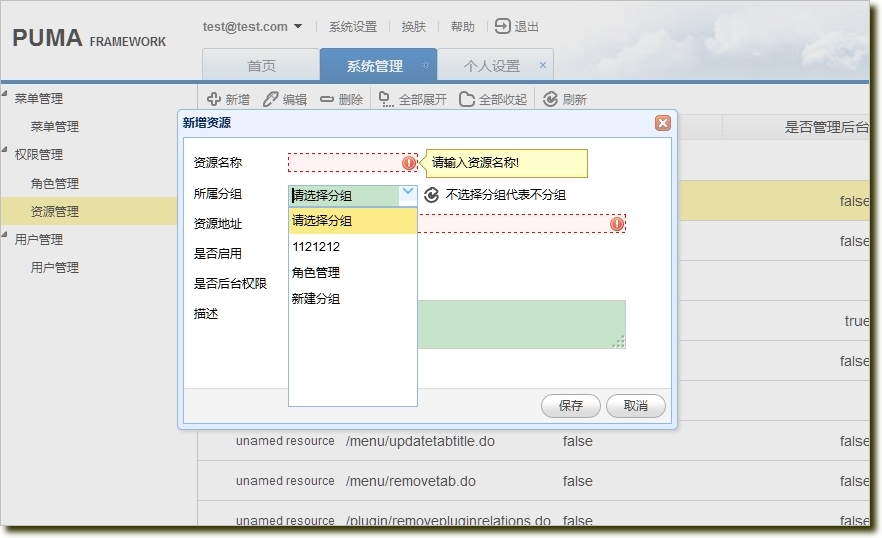 PUMA FRAMEWORK
test@test.com 系统设置 换肤 帮助 退出
首页 系统管理 个人设置
菜单管理
菜单管理
权限管理
角色管理
资源管理
用户管理
用户管理
新增 编辑 删除 全部展开 全部收起 刷新
是否管理后台
false
false
true
false
新增资源
资源名称 请输入资源名称!
所属分组 请选择分组 不选择分组代表不分组
资源地址
是否启用
是否后台权限
描述
请选择分组
1121212
角色管理
新建分组
保存 取消
unamed resource /menu/updatetabtitle.do false false
unamed resource /menu/removetab.do false false
unamed resource /plugin/removepluginrelations.do false false